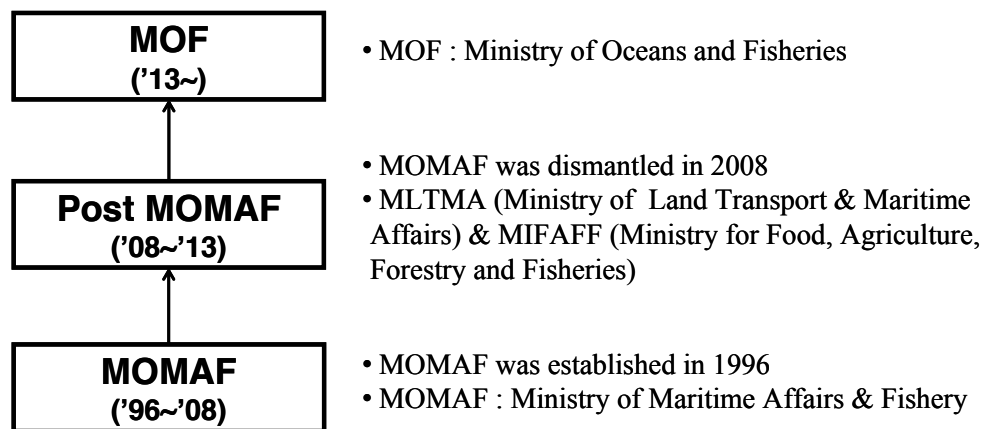 MOF
('13~)
• MOF : Ministry of Oceans and Fisheries
Post MOMAF
('08~'13)
• MOMAF was dismantled in 2008
• MLTMA (Ministry of Land Transport & Maritime
Affairs) & MIFAFF (Ministry for Food, Agriculture,
Forestry and Fisheries)
MOMAF
('96~'08)
• MOMAF was established in 1996
• MOMAF : Ministry of Maritime Affairs & Fishery